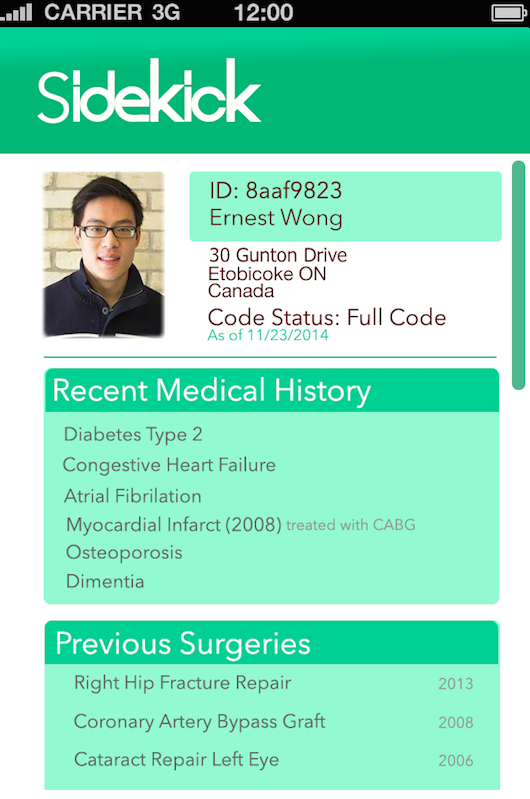 CARRIER 3G 12:00
Sidekick
ID: 8aaf9823
Ernest Wong
30 Gunton Drive
Etobicoke ON
Canada
Code Status: Full Code
As of 11/23/2014
Recent Medical History
Diabetes Type 2
Congestive Heart Failure
Atrial Fibrilation
Myocardial Infarct (2008) treated with CABG
Osteoporosis
Dimentia
Previous Surgeries
Right Hip Fracture Repair 2013
Coronary Artery Bypass Graft 2008
Cataract Repair Left Eye 2006